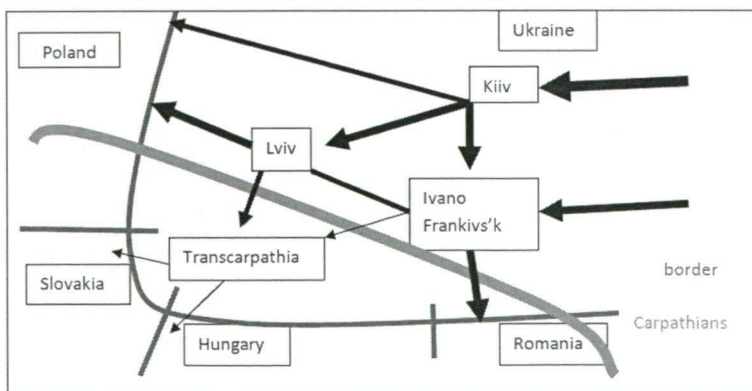 Ukraine
Poland
Kiiv
Lviv
Ivano
Frankivs'k
Transcarpathia
border
Slovakia
Carpathians
Hungary
Romania